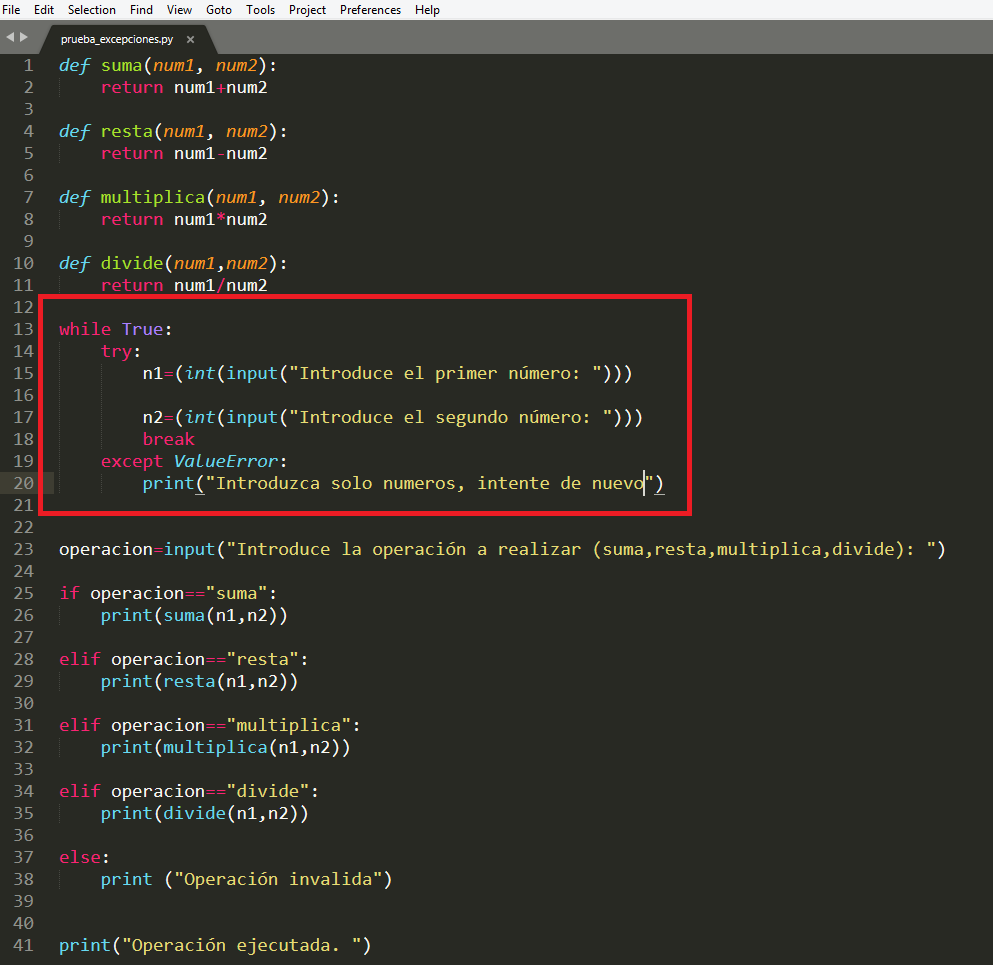 File Edit Selection Find View Goto Tools Project Preferences Help
prueba_excepciones.py ×
1 def suma(num1, num2):
2 return num1+num2
3
4 def resta(num1, num2):
5 return num1-num2
6
7 def multiplica(num1, num2):
8 return num1*num2
9
10 def divide(num1,num2):
11 return num1/num2
12
13 while True:
14 try:
15 n1=(int(input("Introduce el primer número: ")))
16
17 n2=(int(input("Introduce el segundo número: ")))
18 break
19 except ValueError:
20 print("Introduzca solo numeros, intente de nuevo")
21
22
23 operacion=input("Introduce la operación a realizar (suma,resta,multiplica,divide): ")
24
25 if operacion=="suma":
26 print(suma(n1,n2))
27
28 elif operacion=="resta":
29 print(resta(n1,n2))
30
31 elif operacion=="multiplica":
32 print(multiplica(n1,n2))
33
34 elif operacion=="divide":
35 print(divide(n1,n2))
36
37 else:
38 print ("Operación invalida")
39
40
41 print("Operación ejecutada. ")